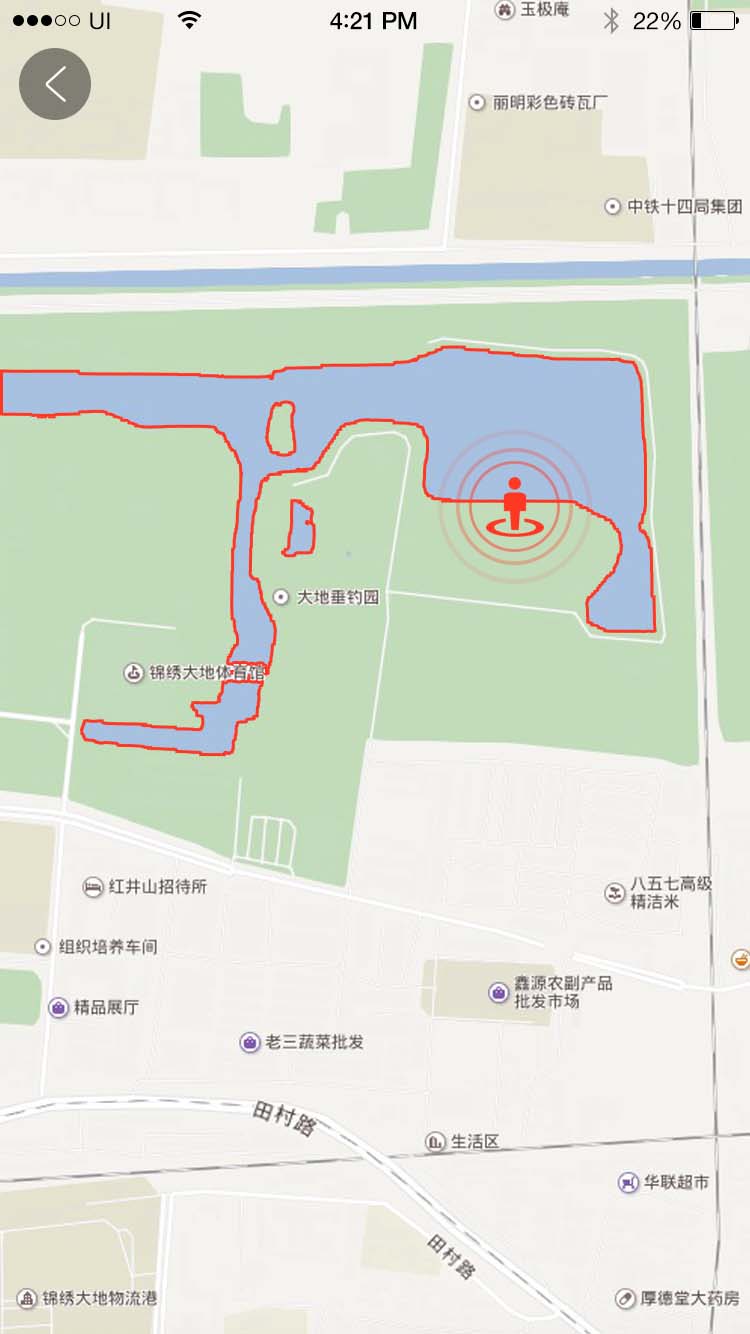 UI 4:21 PM 22%
玉极庵
丽明彩色砖瓦厂
中铁十四局集团
大地垂钓园
锦绣大地体育馆
八五七高级
精洁米
红井山招待所
组织培养车间
鑫源农副产品
批发市场
精品展厅
老三蔬菜批发
田村路
生活区
华联超市
田村路
锦绣大地物流港
厚德堂大药房